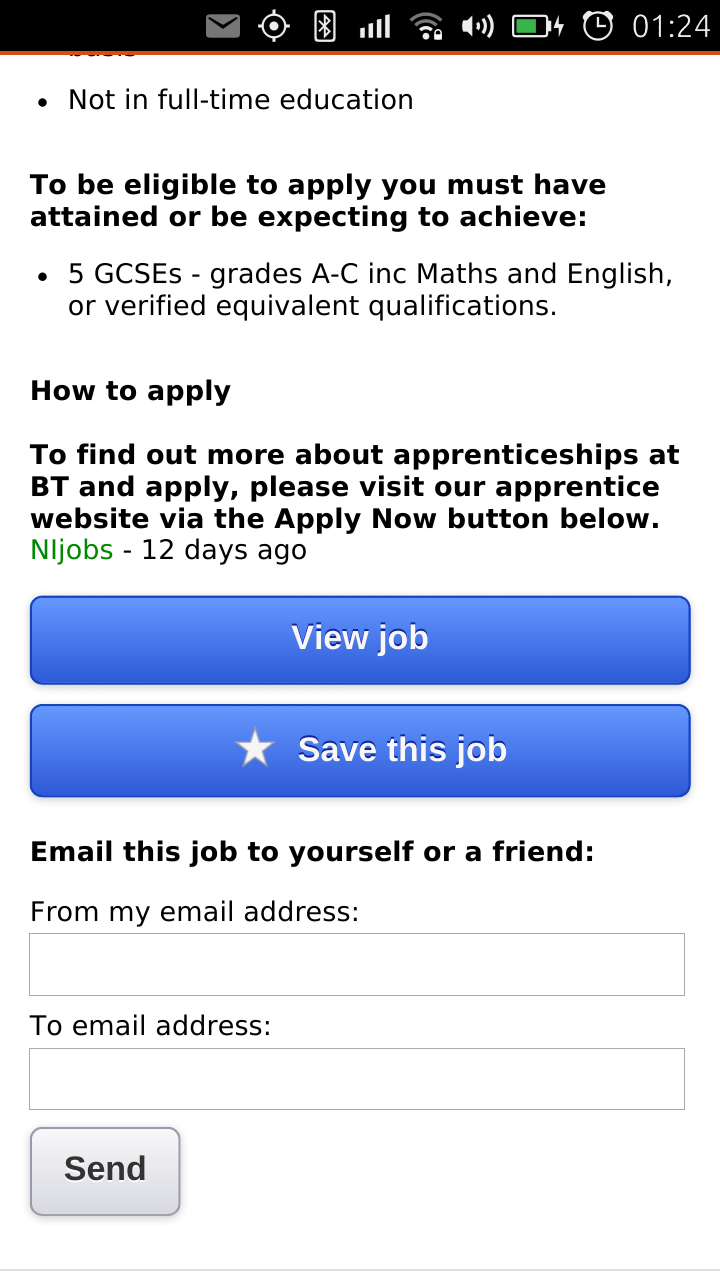 01:24
Not in full-time education
To be eligible to apply you must have
attained or be expecting to achieve:
5 GCSEs - grades A-C inc Maths and English,
or verified equivalent qualifications.
How to apply
To find out more about apprenticeships at
BT and apply, please visit our apprentice
website via the Apply Now button below.
NIjobs - 12 days ago
View job
Save this job
Email this job to yourself or a friend:
From my email address:
To email address:
Send